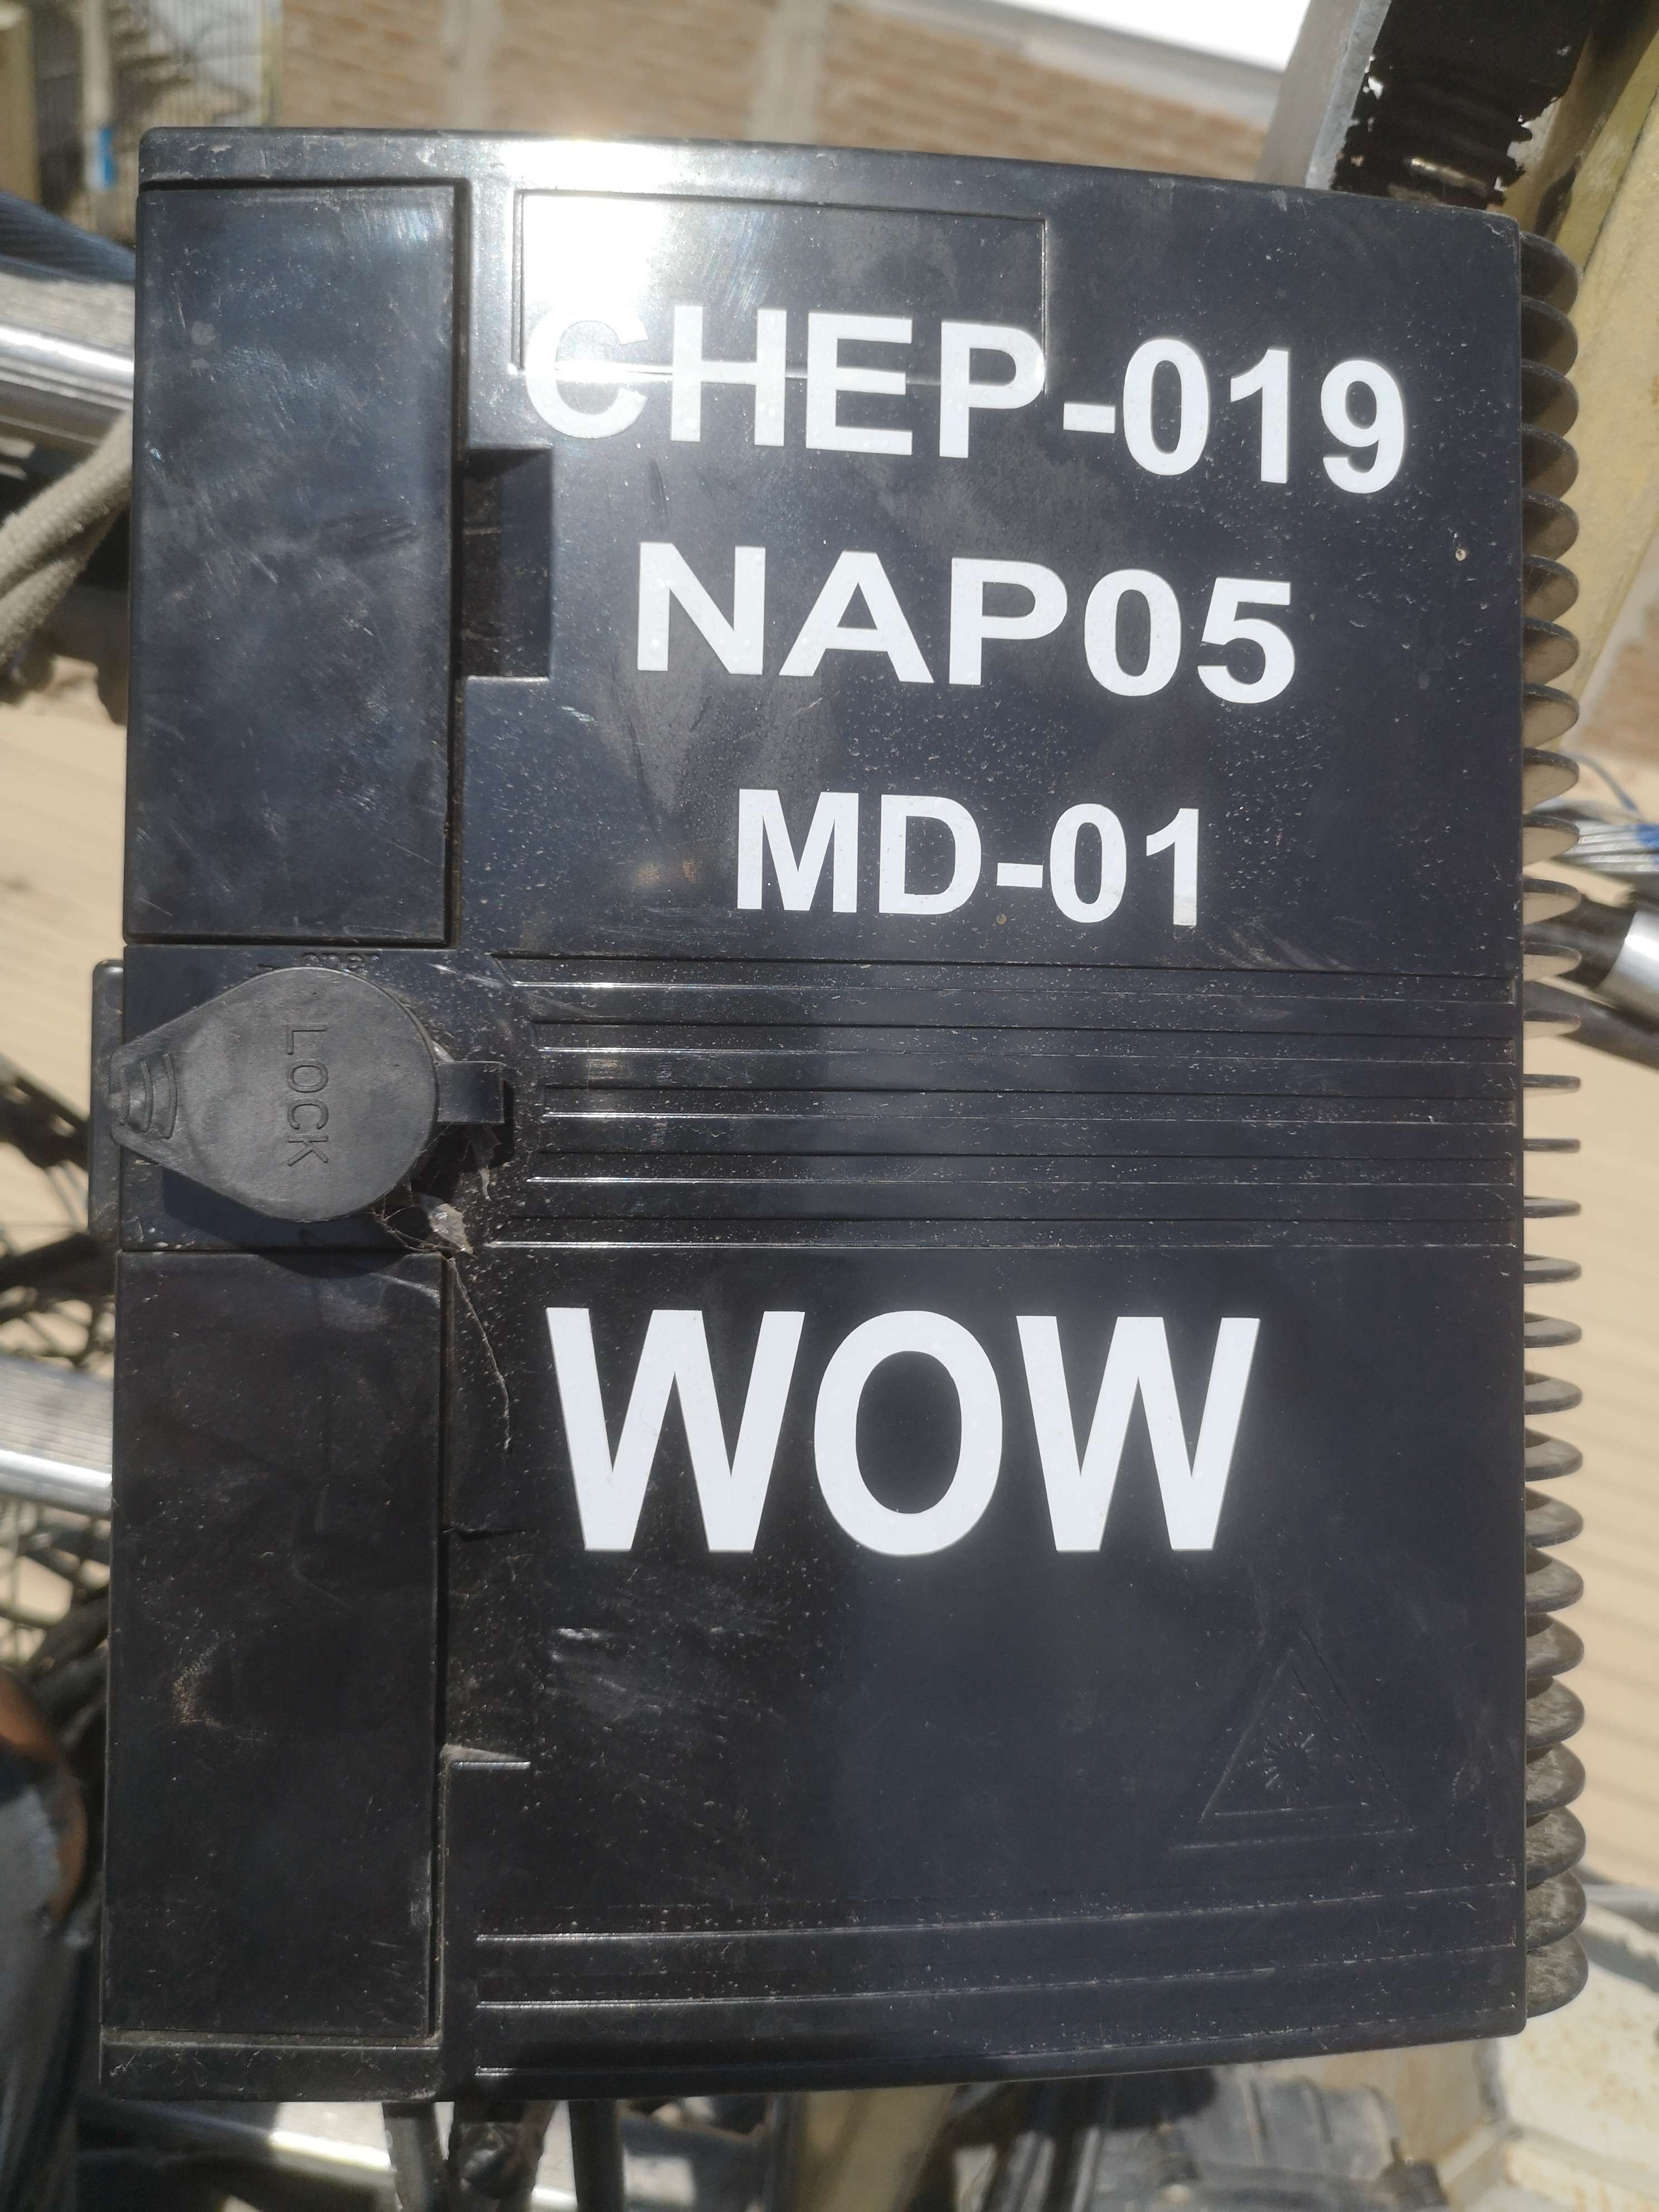 CHEP-019
NAP05
MD-01
LOCK
WOW